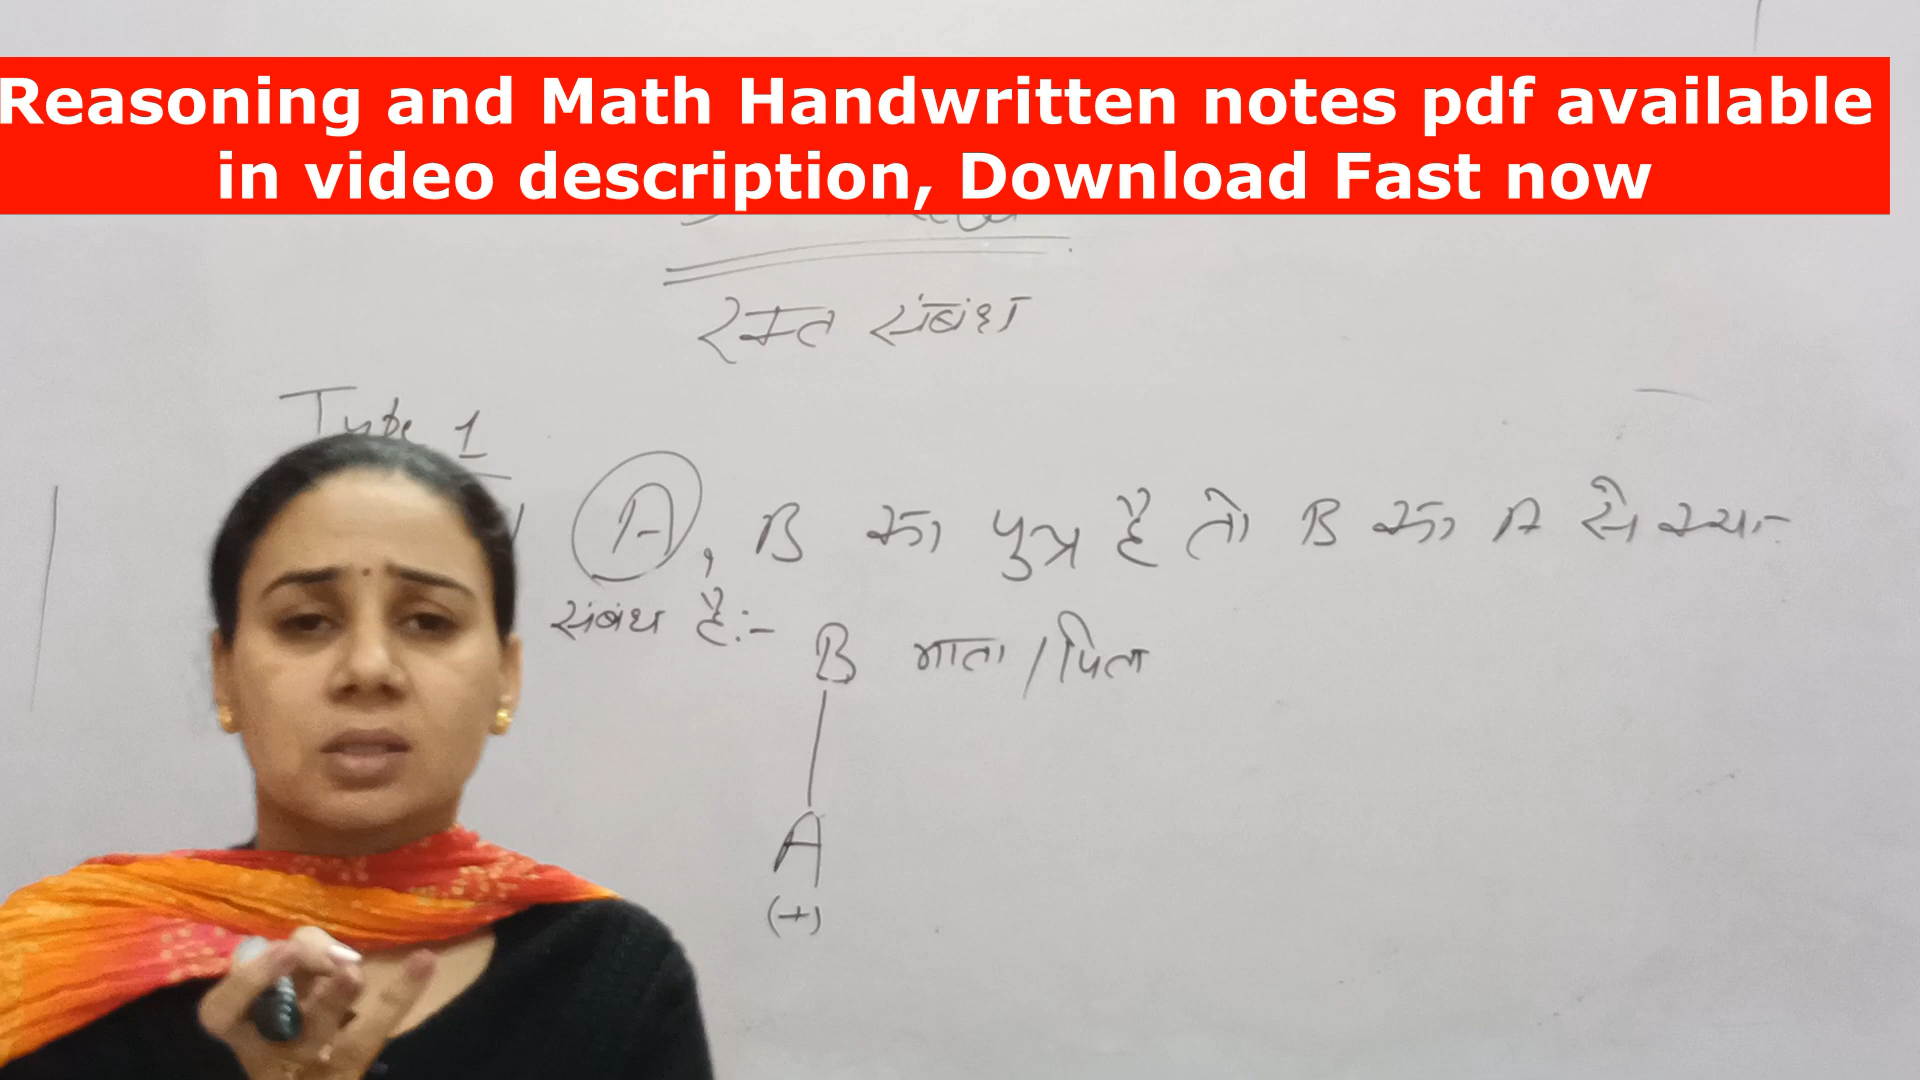 Reasoning and Math Handwritten notes pdf available
in video description, Download Fast now
रक्त संबंध
Type 1
A, B का पुत्र है तो B का A से क्या-
संबंध है:-
B माता/पिता
A
(+)